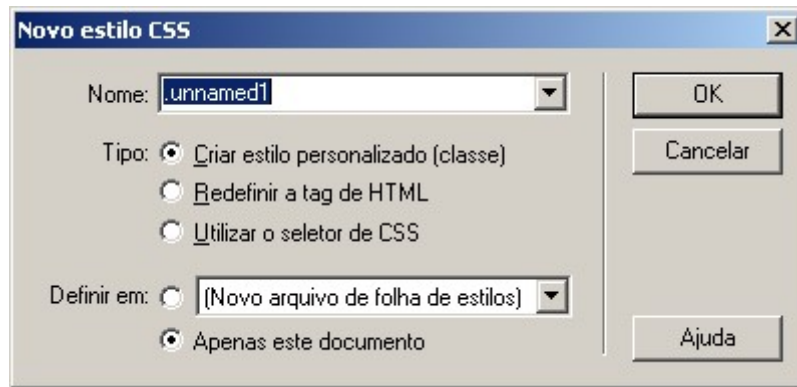 Novo estilo CSS
Nome: .unnamed1
OK
Tipo: Criar estilo personalizado (classe)
Cancelar
Redefinir a tag de HTML
Utilizar o seletor de CSS
Definir em: (Novo arquivo de folha de estilos)
Apenas este documento
Ajuda